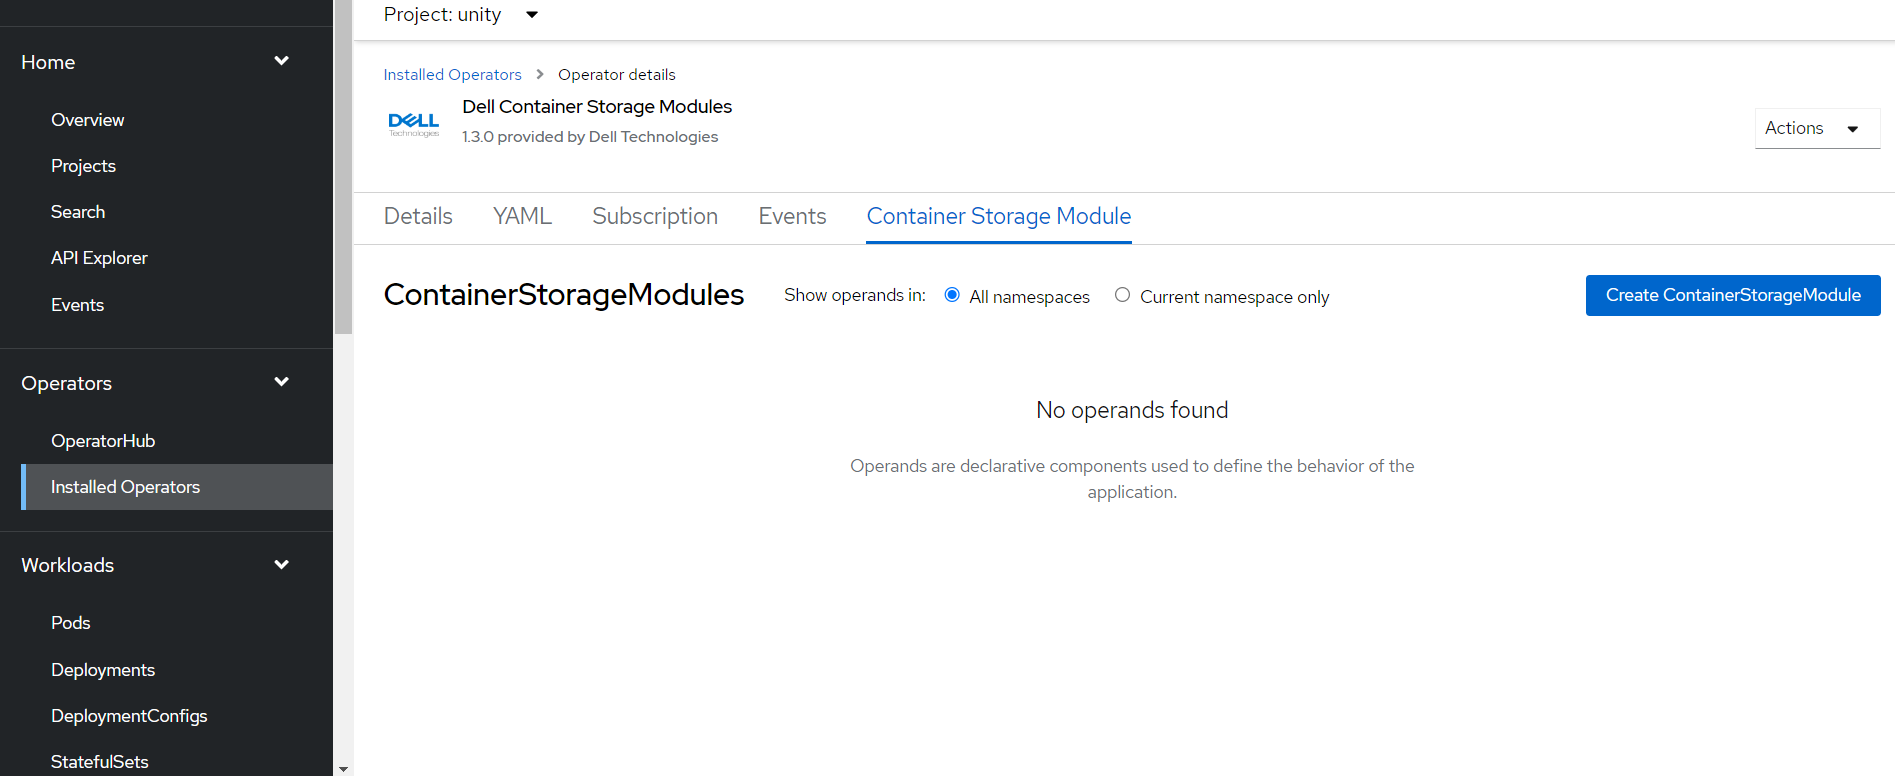 Project: unity
Home
Overview
Projects
Search
API Explorer
Events
Operators
OperatorHub
Installed Operators
Workloads
Pods
Deployments
DeploymentConfigs
StatefulSets
Installed Operators > Operator details
DELL
Technologies
Dell Container Storage Modules
1.3.0 provided by Dell Technologies
Actions
Details YAML Subscription Events Container Storage Module
ContainerStorageModules Show operands in: All namespaces Current namespace only Create ContainerStorageModule
No operands found
Operands are declarative components used to define the behavior of the
application.